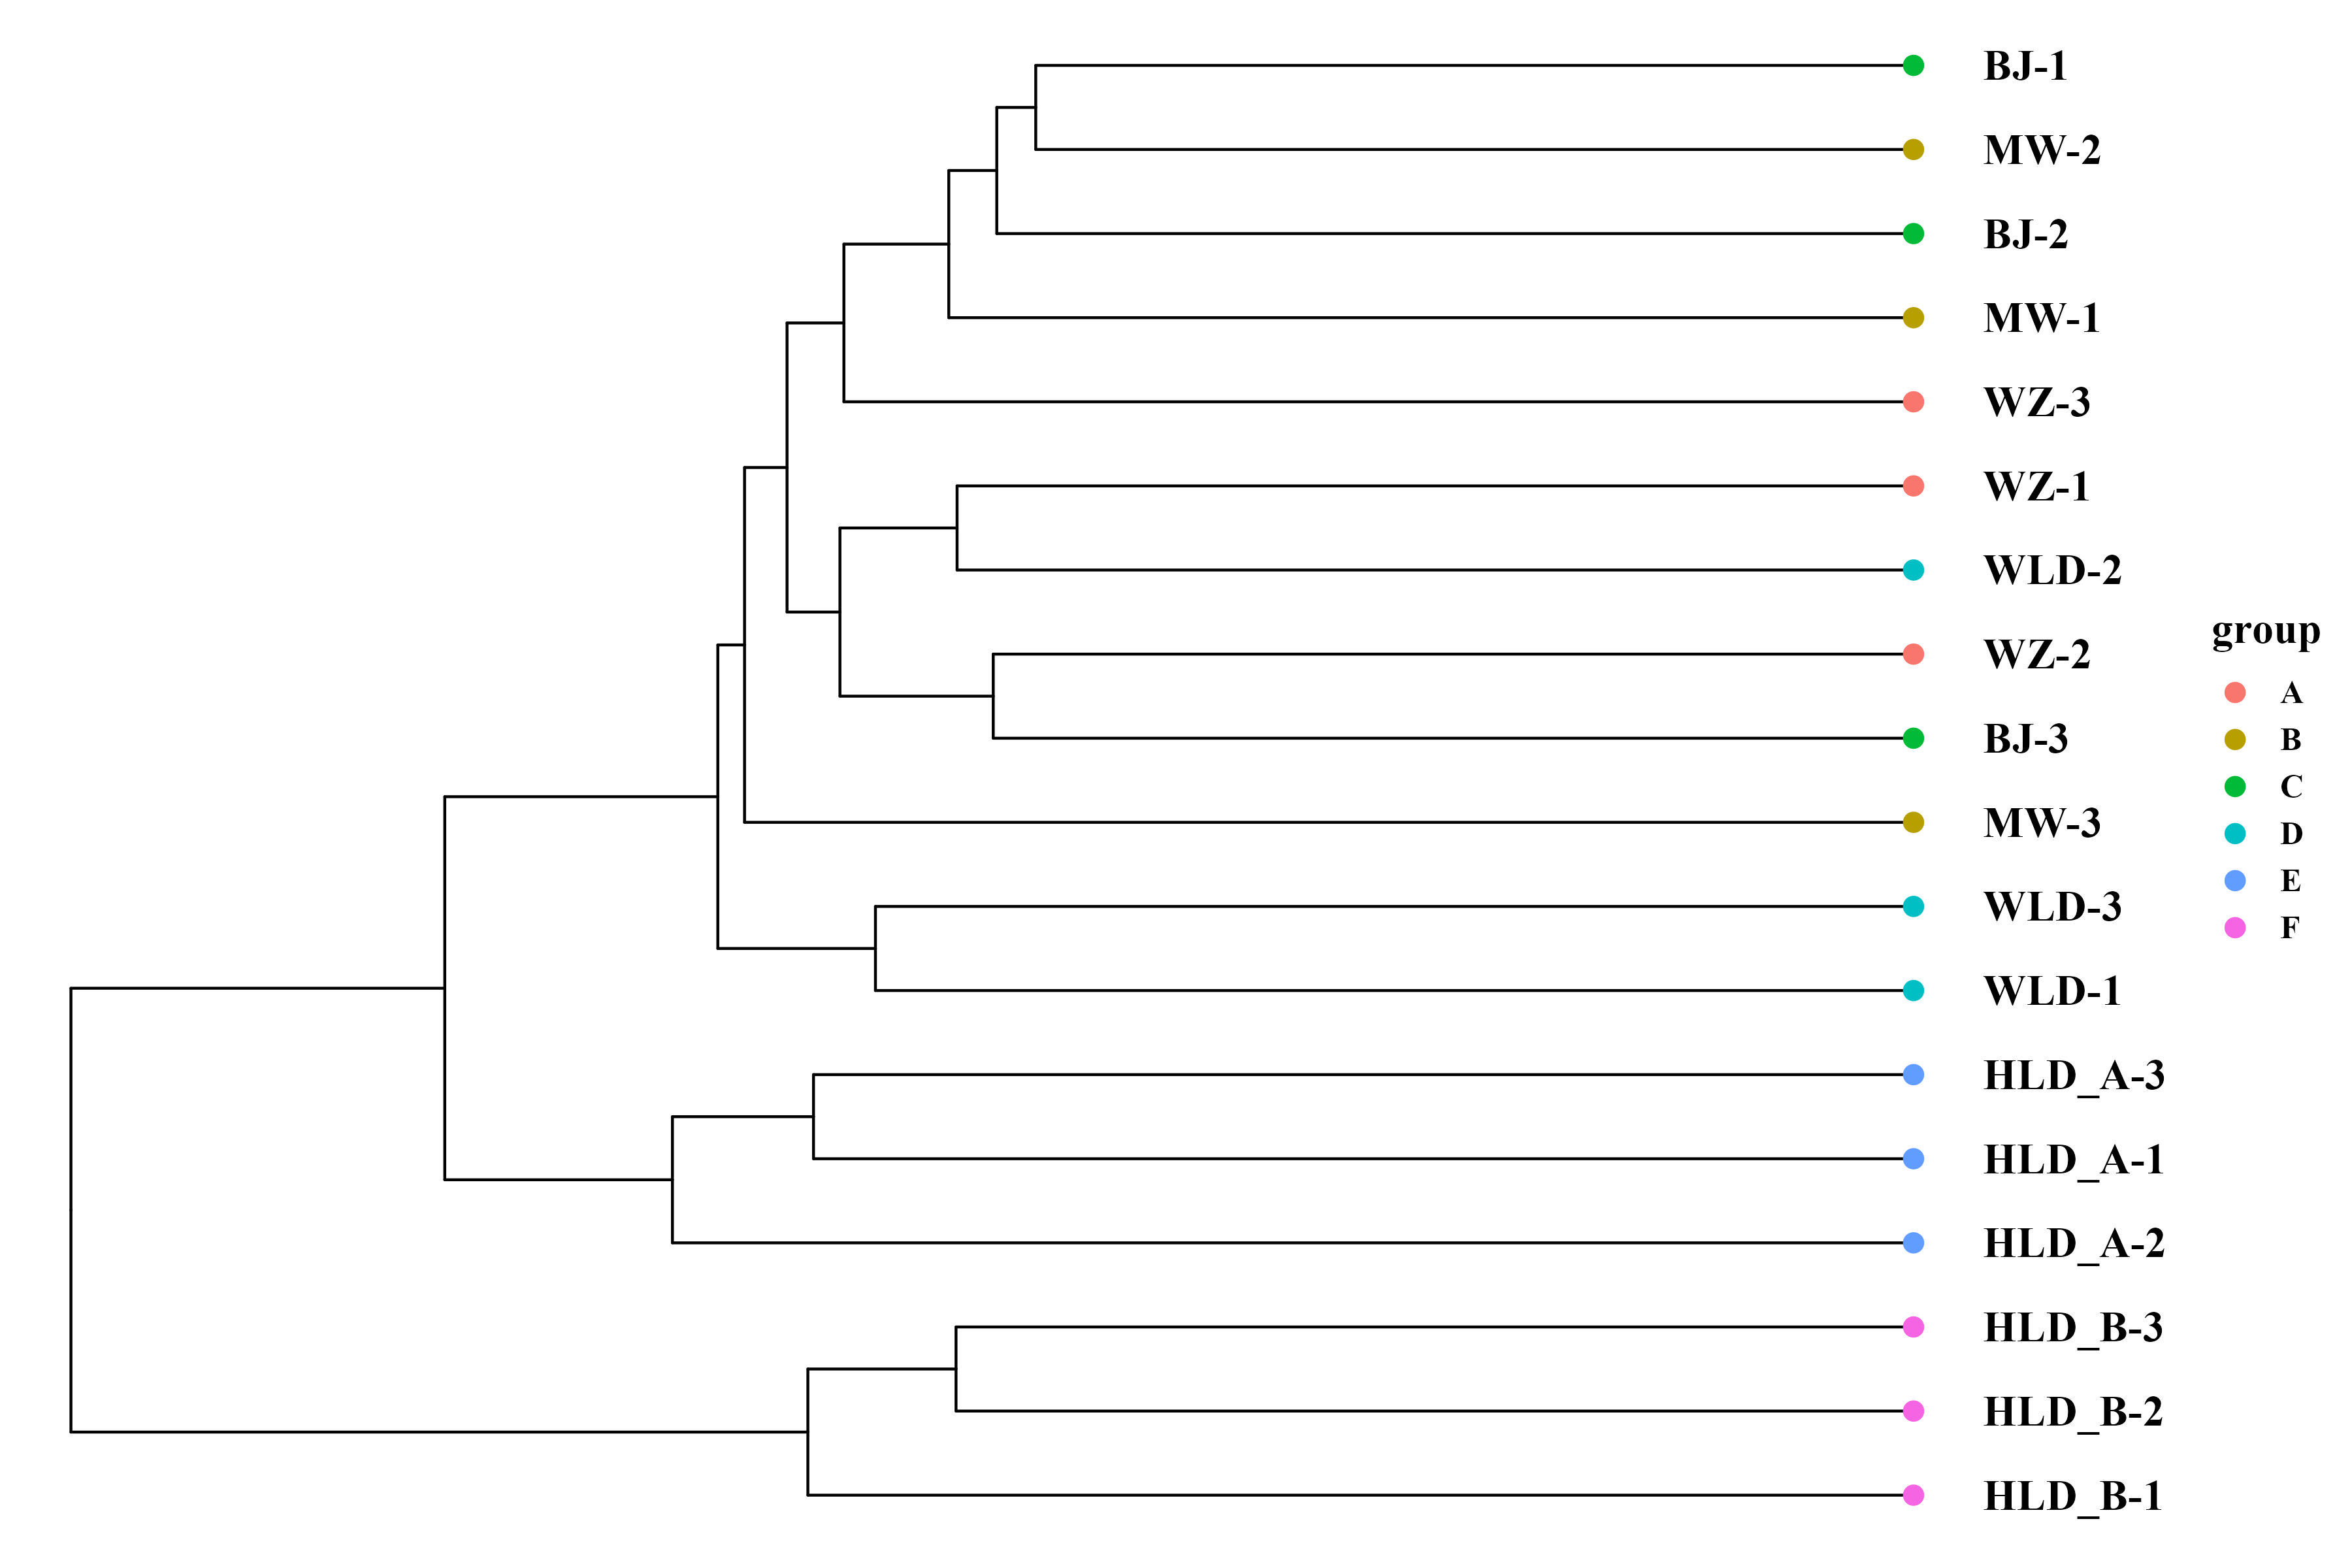 BJ-1
MW-2
BJ-2
MW-1
WZ-3
WZ-1
WLD-2
WZ-2
BJ-3
MW-3
WLD-3
WLD-1
HLD_A-3
HLD_A-1
HLD_A-2
HLD_B-3
HLD_B-2
HLD_B-1
group
A
B
C
D
E
F